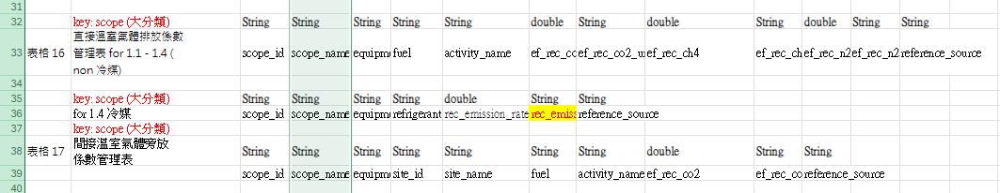 31
32 key: scope (大分類) String String String String String double String double String double String String
33 表格 16 直接溫室氣體排放係數
管理表 for 1.1 - 1.4 (
non 冷媒) scope_id scope_name equipm fuel activity_name ef_rec_co ef_rec_co2_u ef_rec_ch4 ef_rec_ch ef_rec_n2 ef_rec_n2 reference_source
34
35 key: scope (大分類) String String String String double String String
36 for 1.4 冷媒 scope_id scope_name equipm refrigerant rec_emission_rate rec_emiss reference_source
37 key: scope (大分類)
38 表格 17 間接溫室氣體旁放
係數管理表 String String String String String String String double String String
39 scope_id scope_name equipm site_id site_name fuel activity_name ef_rec_co2 ef_rec_co reference_source
40